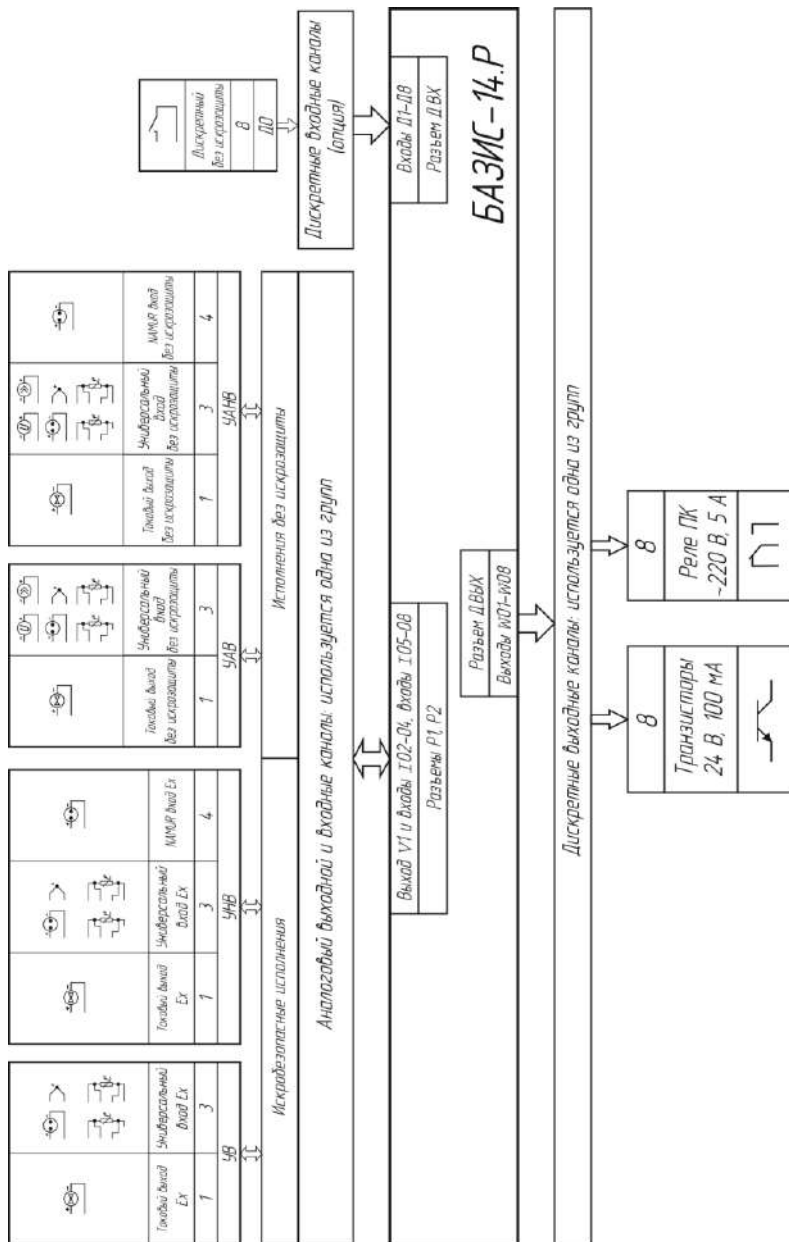 Токовый выход
Ex
1
Универсальный
вход Ex
3
УВ
Токовый выход
Ex
1
Универсальный
вход Ex
3
NAMUR вход Ex
4
УНВ
Токовый выход
без искрозащиты
1
Универсальный
вход
без искрозащиты
3
УАВ
Токовый выход
без искрозащиты
1
Универсальный
вход
без искрозащиты
3
NAMUR вход
без искрозащиты
4
УАНВ
Дискретный
без искрозащиты
8
Д0
Искробезопасные исполнения
Исполнения без искрозащиты
Аналоговый выходной и входные каналы: используется одна из групп
Дискретные входные каналы
(опция)
Выход V1 и входы I02-04, входы I05-08
Разъемы Р1, Р2
Входы Д1-Д8
Разъем ДВХ
БАЗИС-14.Р
Разъем ДВЫХ
Выходы W01-W08
Дискретные выходные каналы: используется одна из групп
8
Транзисторы
24 В, 100 мА
8
Реле ПК
~220 В, 5 А